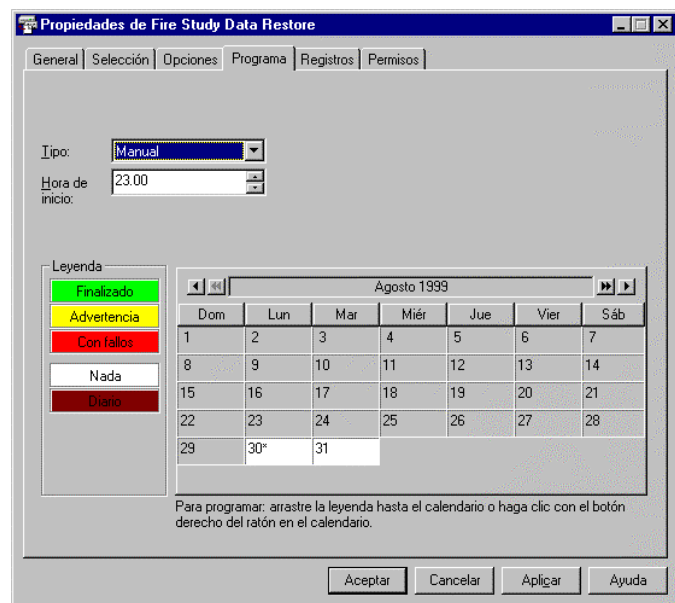 Propiedades de Fire Study Data Restore
General Selección Opciones Programa Registros Permisos
Tipo: Manual
Hora de inicio: 23.00
Leyenda
Finalizado
Advertencia
Con fallos
Nada
Diario
Agosto 1999
Dom Lun Mar Miér Jue Vier Sáb
1 2 3 4 5 6 7
8 9 10 11 12 13 14
15 16 17 18 19 20 21
22 23 24 25 26 27 28
29 30* 31
Para programar: arrastre la leyenda hasta el calendario o haga clic con el botón
derecho del ratón en el calendario.
Aceptar Cancelar Aplicar Ayuda